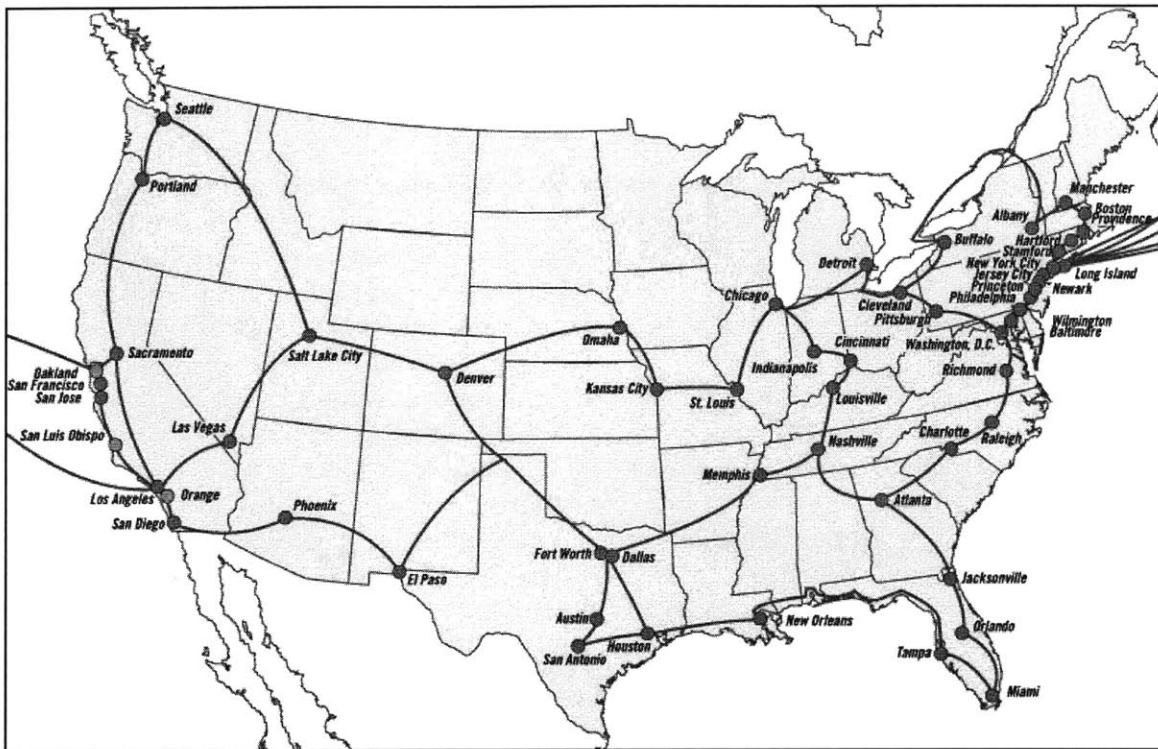 Seattle
Portland
Manchester
Boston
Albany
Providence
Buffalo
Hartford
Stamford
Detroit
New York City
Long Island
Jersey City
Princeton
Newark
Chicago
Cleveland
Philadelphia
Pittsburgh
Wilmington
Baltimore
Omaha
Cincinnati
Washington, D.C.
Sacramento
Salt Lake City
Indianapolis
Oakland
Denver
Richmond
San Francisco
Kansas City
St. Louis
Louisville
San Jose
Las Vegas
San Luis Obispo
Nashville
Charlotte
Raleigh
Memphis
Los Angeles
Orange
Phoenix
Atlanta
San Diego
Fort Worth
Dallas
El Paso
Jacksonville
Austin
New Orleans
Orlando
Houston
San Antonio
Tampa
Miami